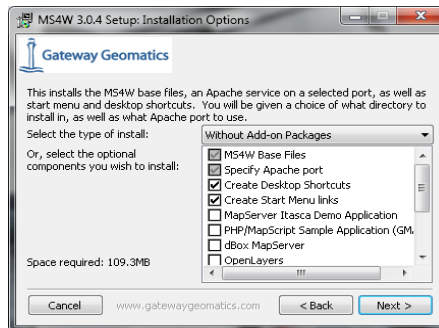 MS4W 3.0.4 Setup: Installation Options
Gateway Geomatics
This installs the MS4W base files, an Apache service on a selected port, as well as
start menu and desktop shortcuts. You will be given a choice of what directory to
install in, as well as what Apache port to use.
Select the type of install:
Without Add-on Packages
Or, select the optional
components you wish to install:
MS4W Base Files
Specify Apache port
Create Desktop Shortcuts
Create Start Menu links
MapServer Itasca Demo Application
PHP/MapScript Sample Application (GM
dBox MapServer
OpenLayers
Space required: 109.3MB
Cancel
www.gatewaygeomatics.com
< Back
Next >